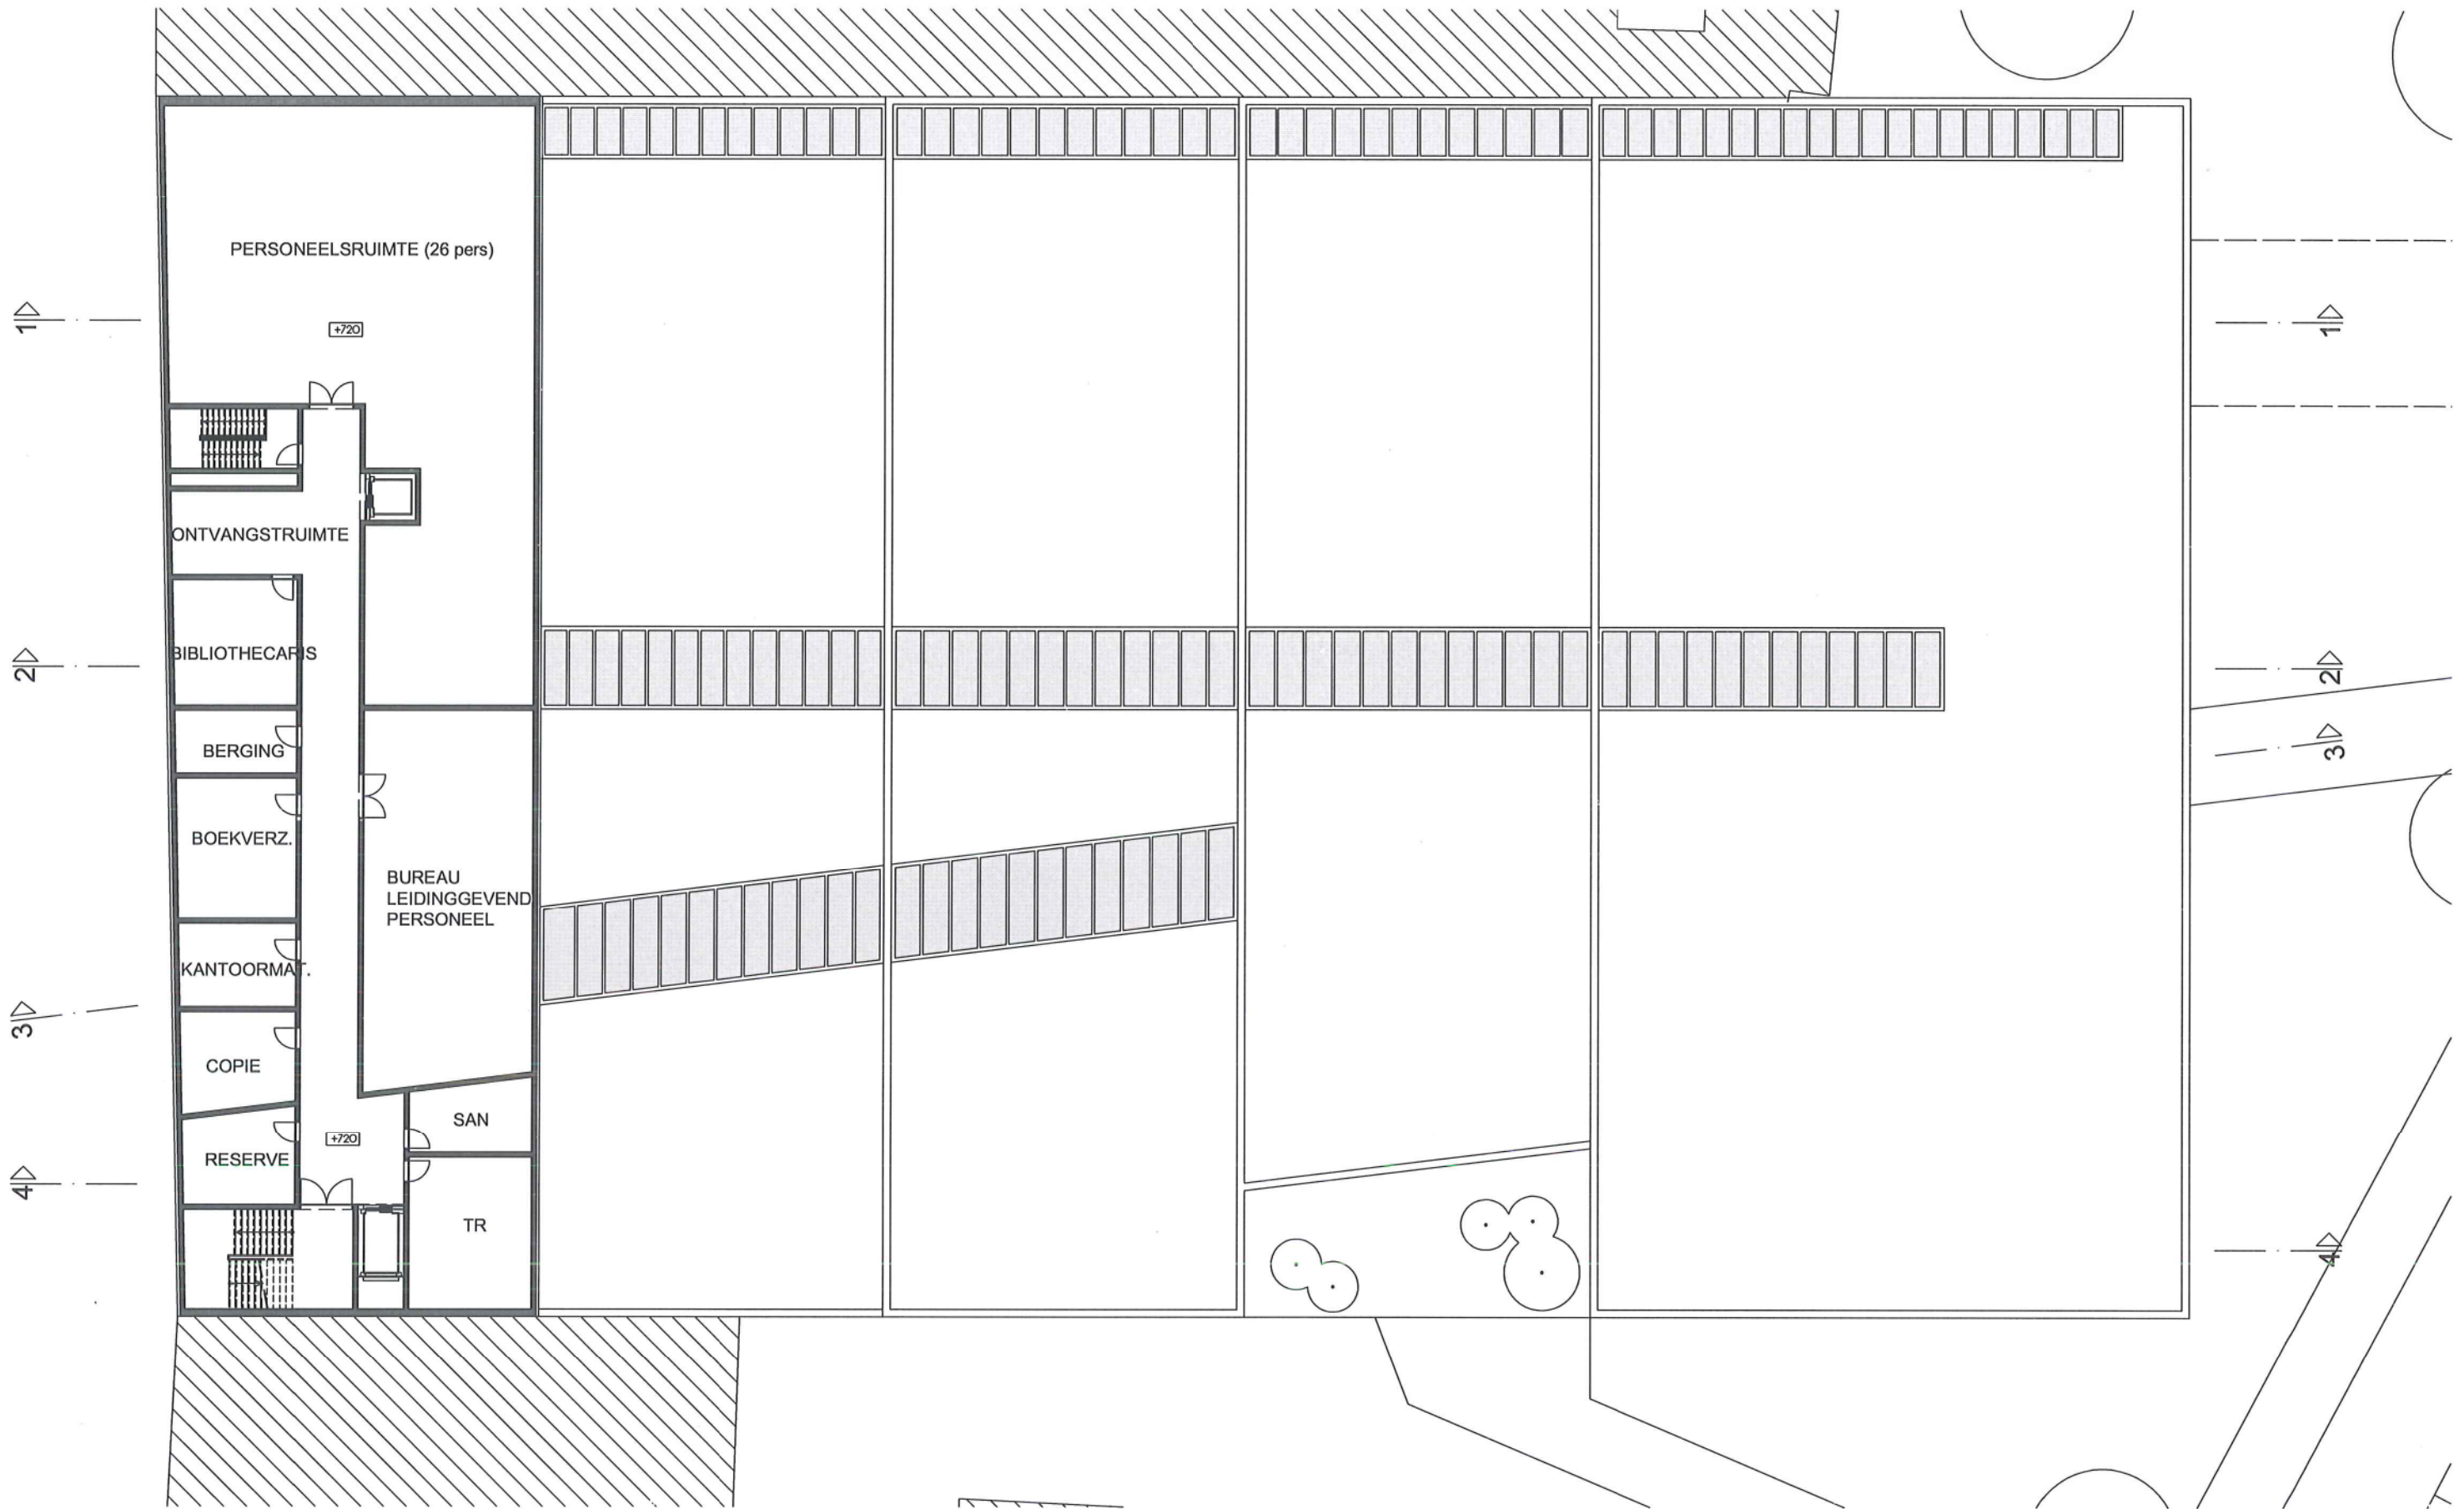 PERSONEELSRUIMTE (26 pers)
1
+720
1
ONTVANGSTRUIMTE
2
BIBLIOTHECARIS
2
3
BERGING
BOEKVERZ.
BUREAU
LEIDINGGEVEND
PERSONEEL
KANTOORMAT.
3
COPIE
SAN
+720
RESERVE
4
TR
4